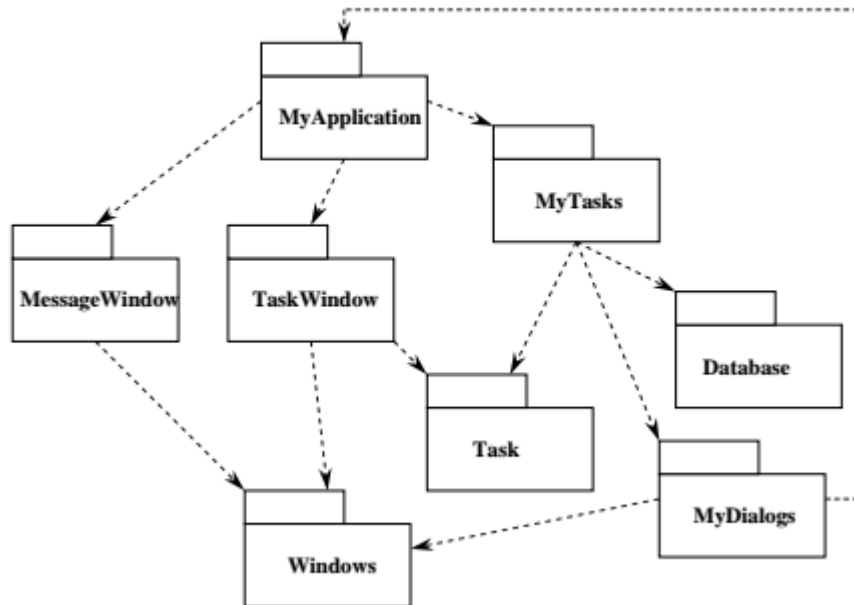 MyApplication
MyTasks
MessageWindow
TaskWindow
Database
Task
MyDialogs
Windows